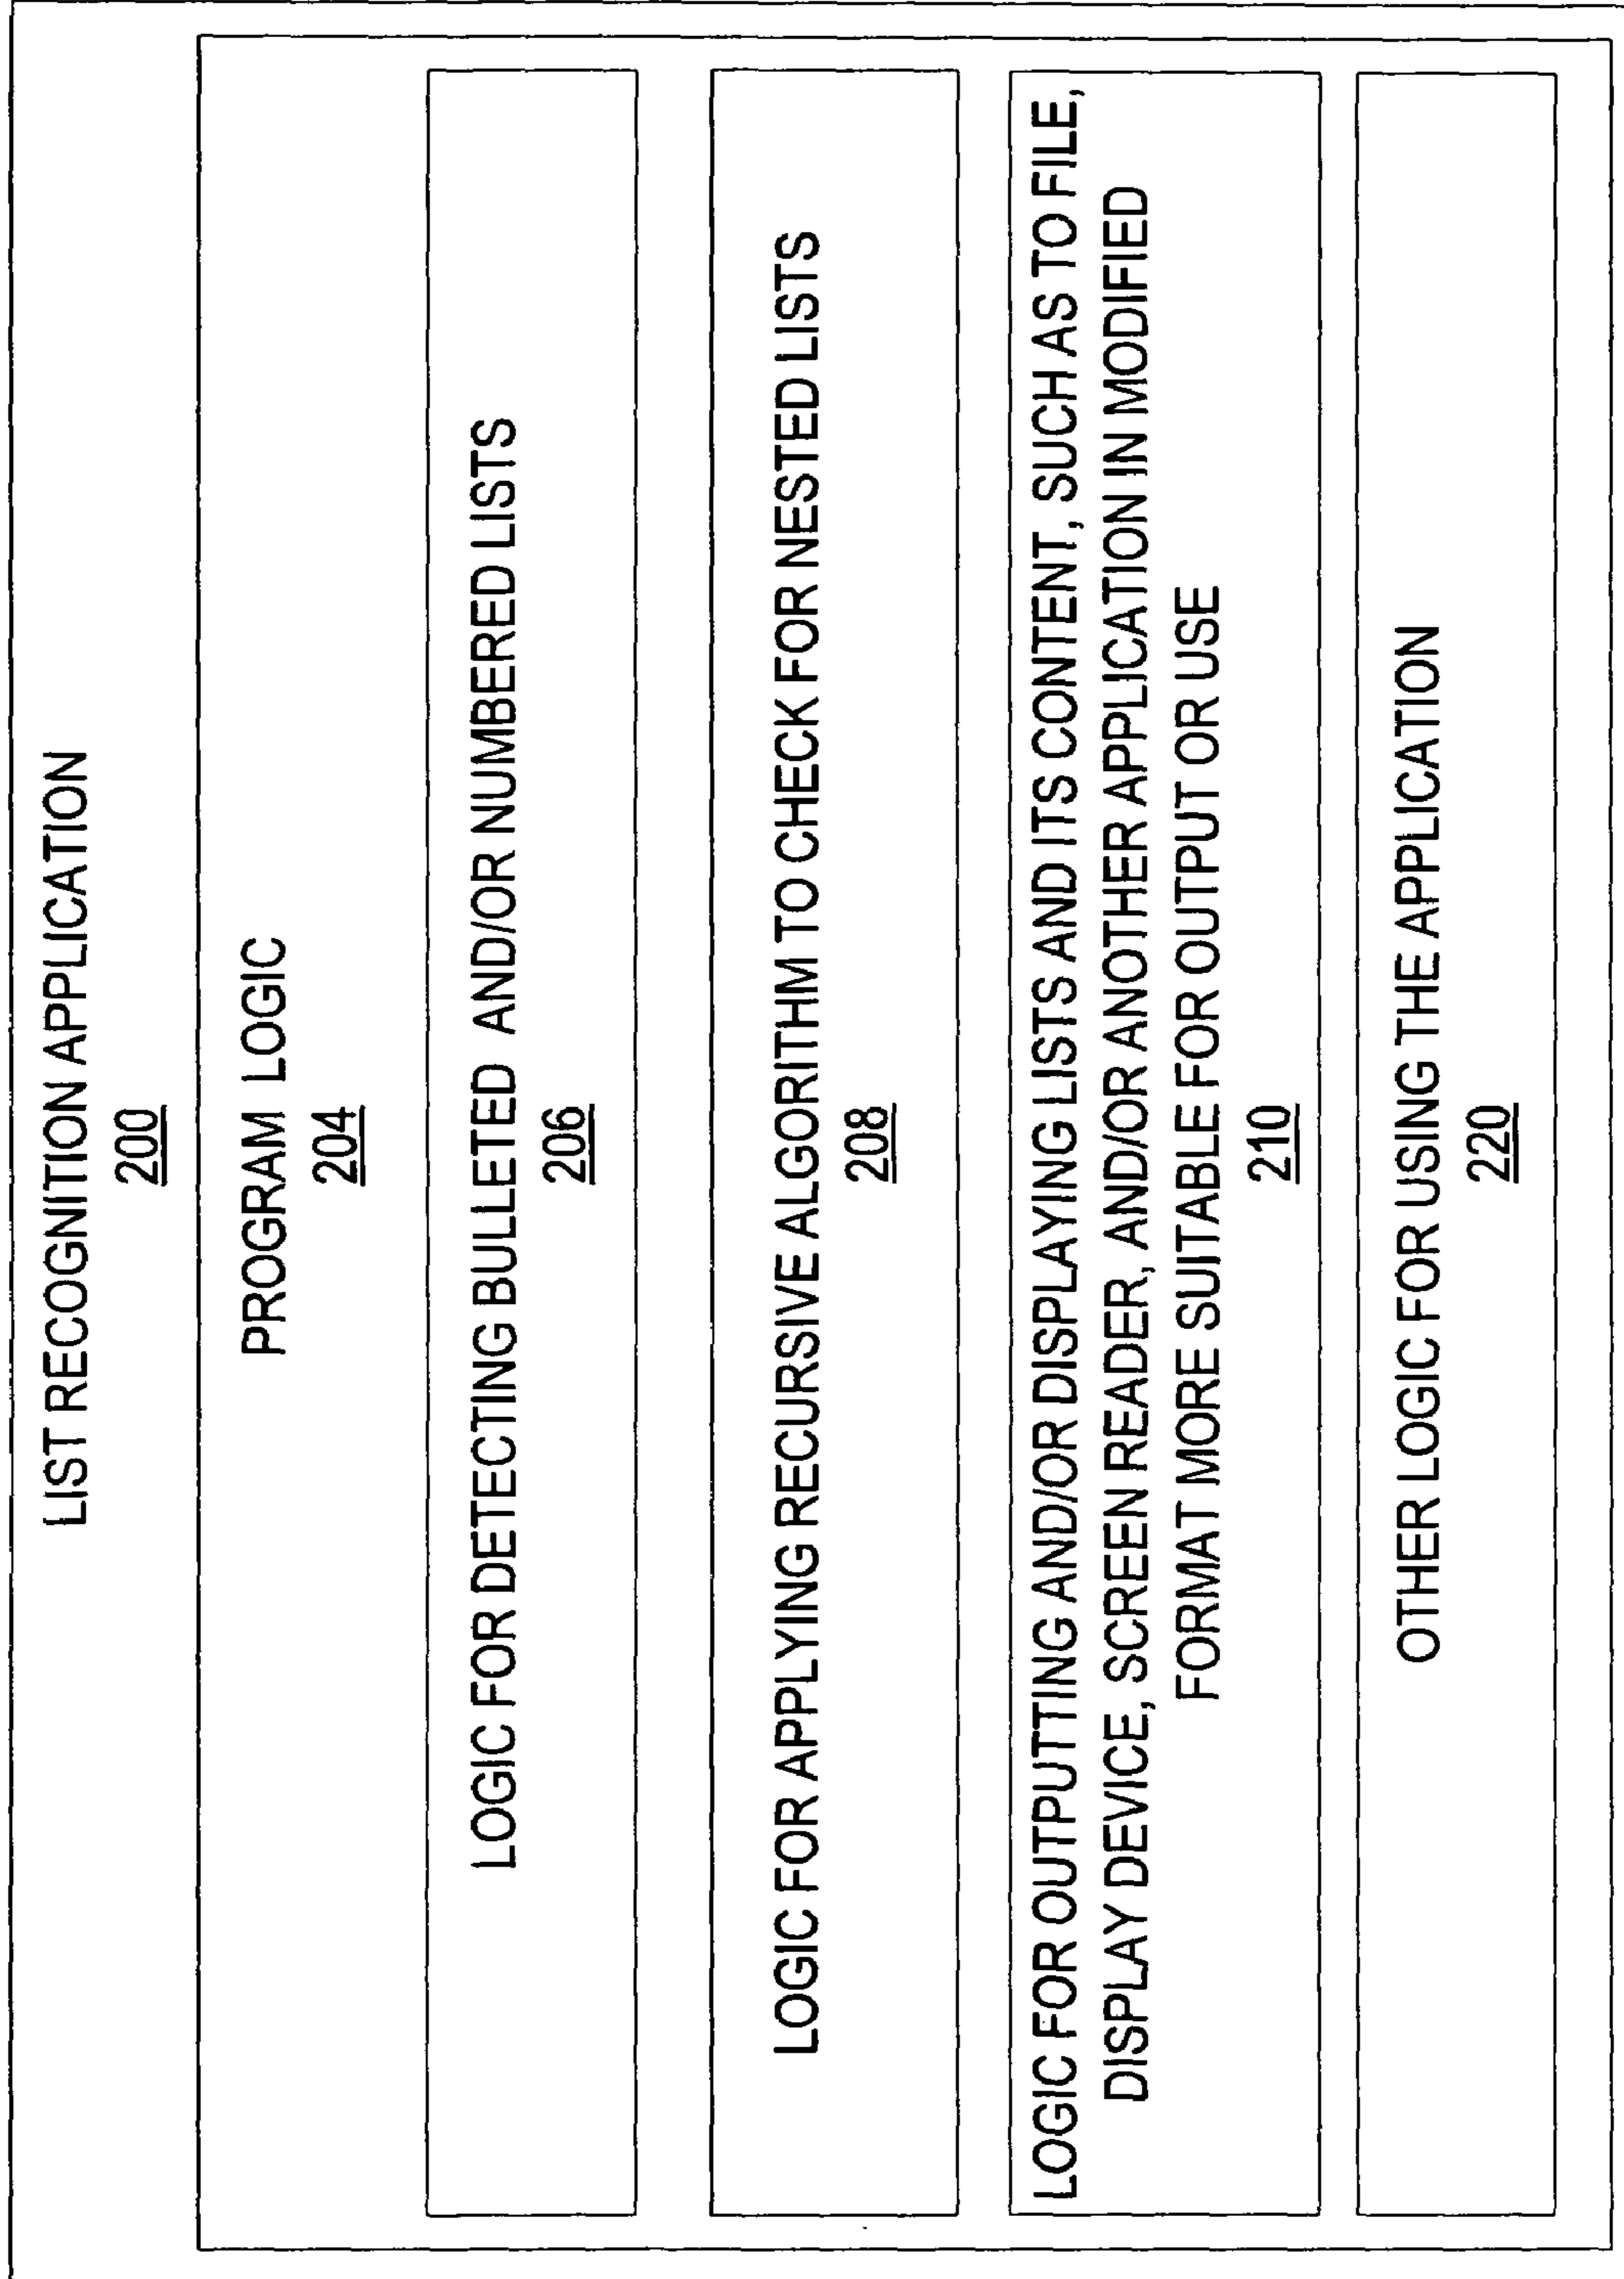 LIST RECOGNITION APPLICATION
200
PROGRAM LOGIC
204
LOGIC FOR DETECTING BULLETED AND/OR NUMBERED LISTS
206
LOGIC FOR APPLYING RECURSIVE ALGORITHM TO CHECK FOR NESTED LISTS
208
LOGIC FOR OUTPUTTING AND/OR DISPLAYING LISTS AND ITS CONTENT, SUCH AS TO FILE,
DISPLAY DEVICE, SCREEN READER, AND/OR ANOTHER APPLICATION IN MODIFIED
FORMAT MORE SUITABLE FOR OUTPUT OR USE
210
OTHER LOGIC FOR USING THE APPLICATION
220